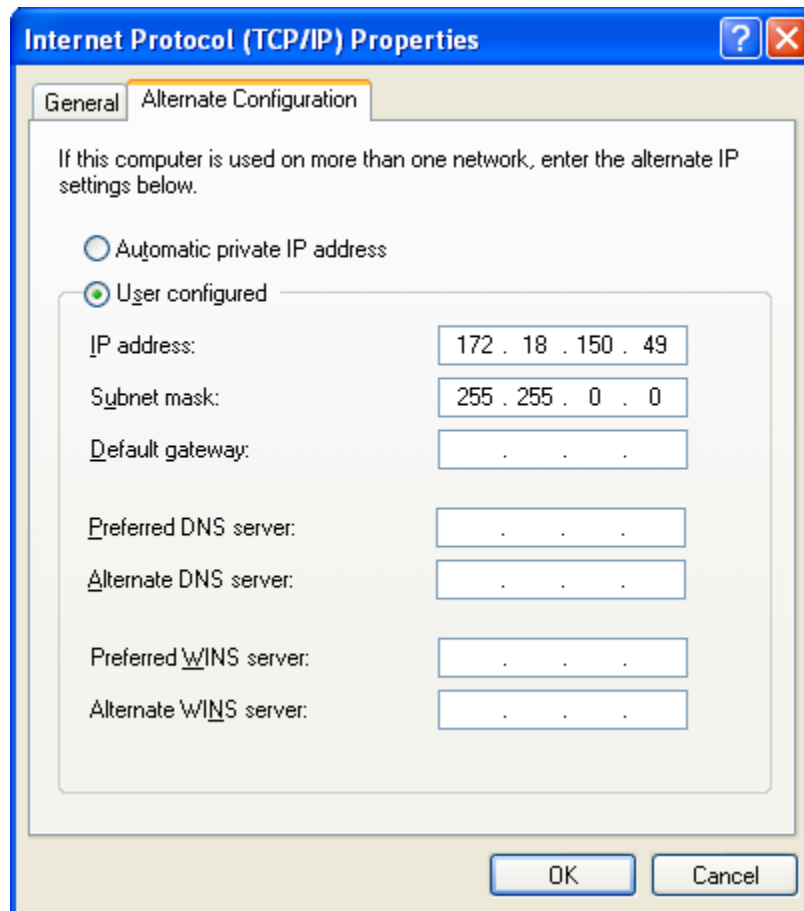 Internet Protocol (TCP/IP) Properties
General Alternate Configuration
If this computer is used on more than one network, enter the alternate IP
settings below.
Automatic private IP address
User configured
IP address: 172 . 18 . 150 . 49
Subnet mask: 255 . 255 . 0 . 0
Default gateway: . . .
Preferred DNS server: . . .
Alternate DNS server: . . .
Preferred WINS server: . . .
Alternate WINS server: . . .
OK Cancel